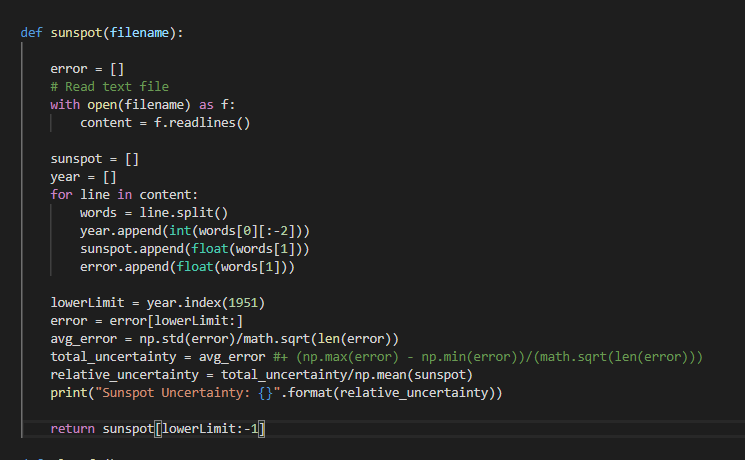 def sunspot(filename):
error = []
# Read text file
with open(filename) as f:
content = f.readlines()
sunspot = []
year = []
for line in content:
words = line.split()
year.append(int(words[0][:-2]))
sunspot.append(float(words[1]))
error.append(float(words[1]))
lowerLimit = year.index(1951)
error = error[lowerLimit:]
avg_error = np.std(error)/math.sqrt(len(error))
total_uncertainty = avg_error #+ (np.max(error) - np.min(error))/(math.sqrt(len(error)))
relative_uncertainty = total_uncertainty/np.mean(sunspot)
print("Sunspot Uncertainty: {}".format(relative_uncertainty))
return sunspot[lowerLimit:-1]